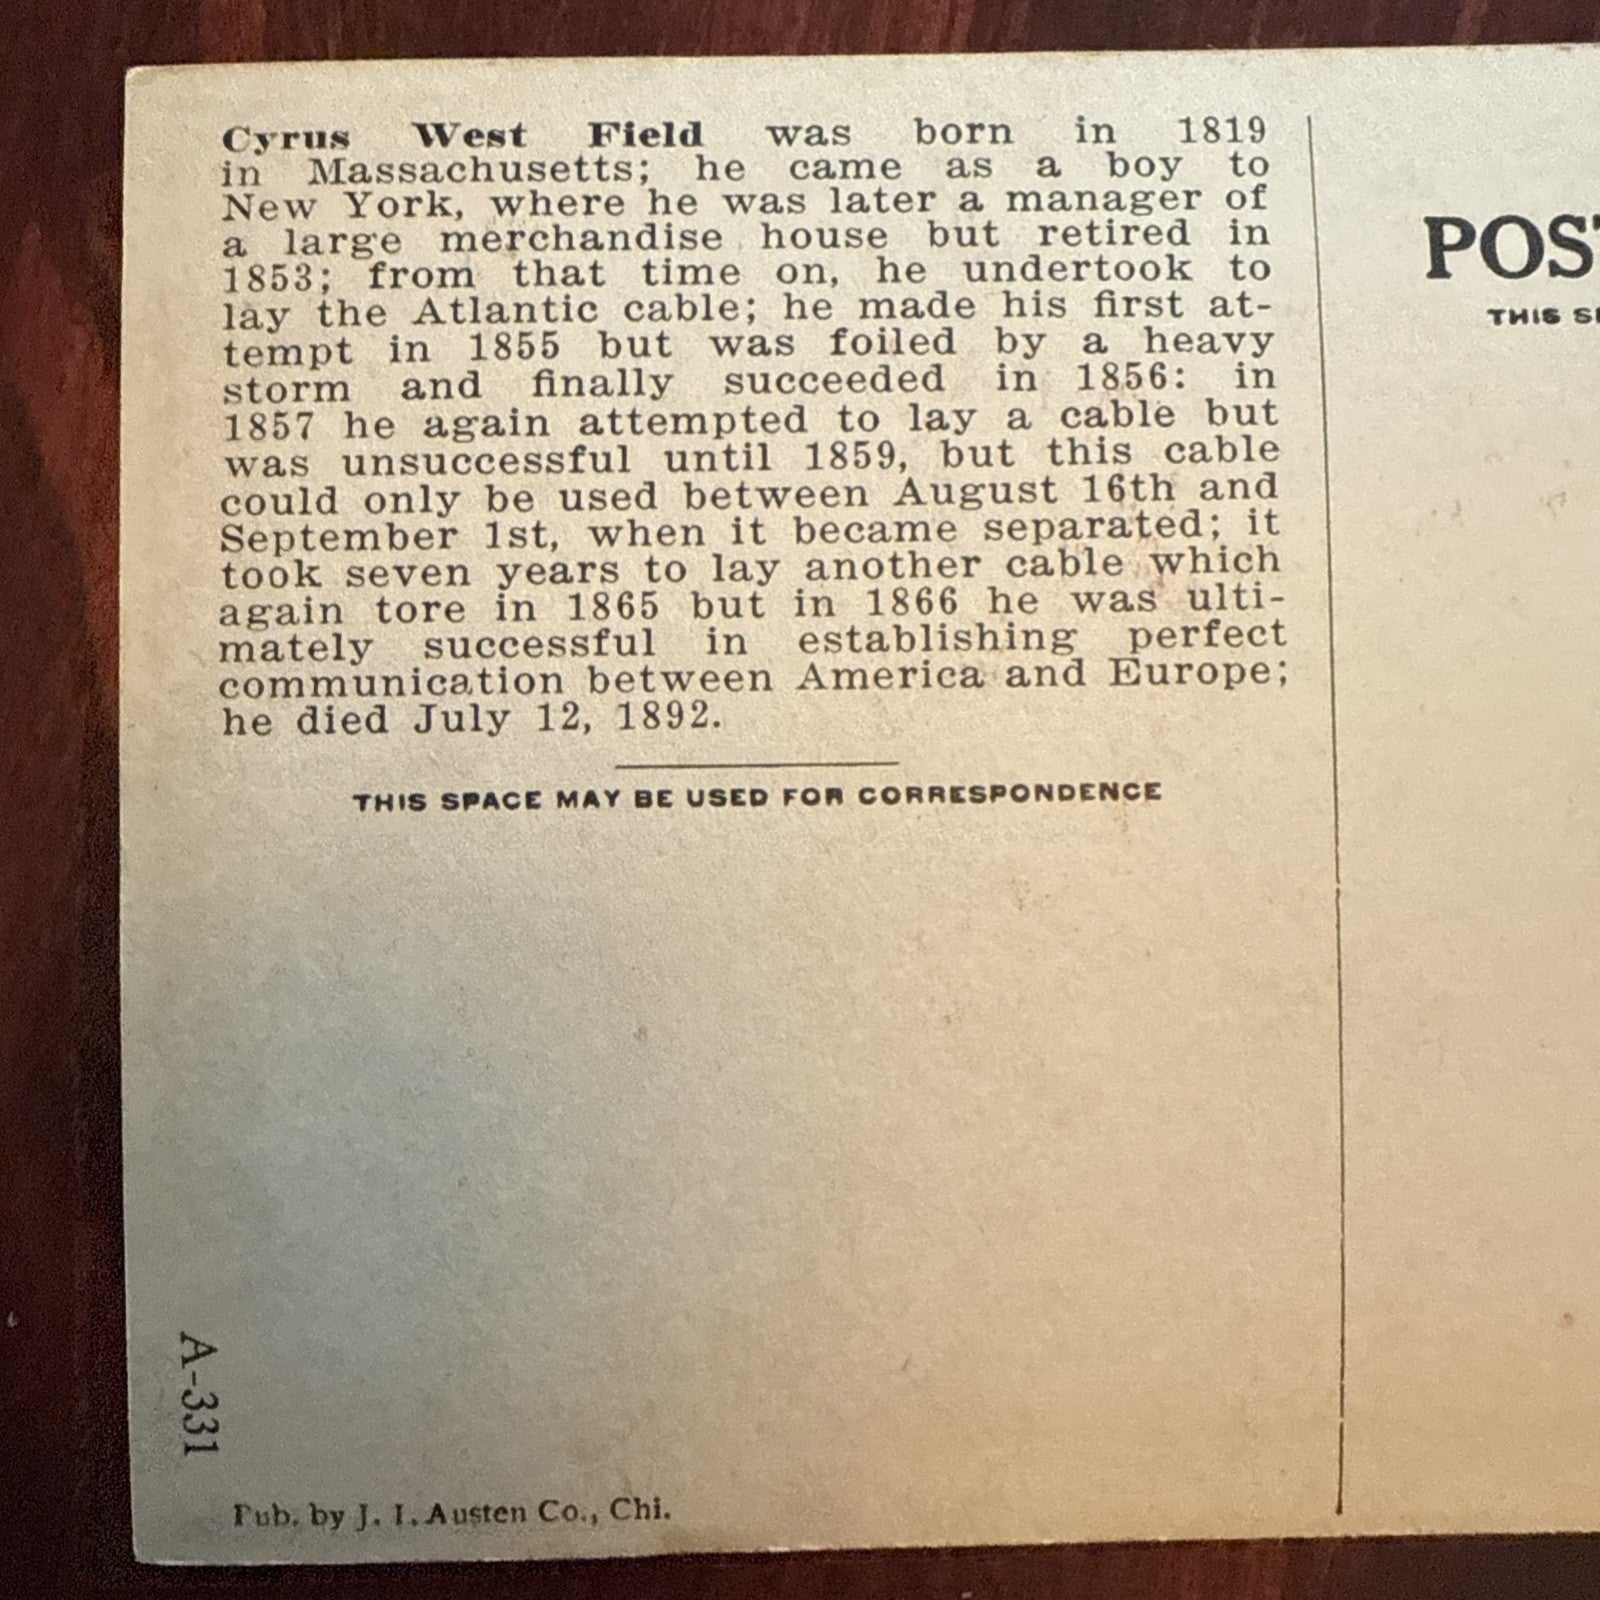 Cyrus West Field was born in 1819
in Massachusetts; he came as a boy to
New York, where he was later a manager of
a large merchandise house but retired in
1853; from that time on, he undertook to
lay the Atlantic cable; he made his first at-
tempt in 1855 but was foiled by a heavy
storm and finally succeeded in 1856: in
1857 he again attempted to lay a cable but
was unsuccessful until 1859, but this cable
could only be used between August 16th and
September 1st, when it became separated; it
took seven years to lay another cable which
again tore in 1865 but in 1866 he was ulti-
mately successful in establishing perfect
communication between America and Europe;
he died July 12, 1892.
THIS SPACE MAY BE USED FOR CORRESPONDENCE
A-331
Pub. by J. I. Austen Co., Chi.
POS
THIS